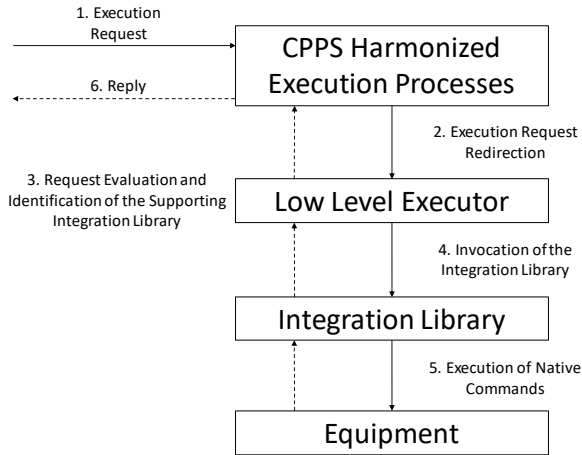 1. Execution
Request
CPPS Harmonized
Execution Processes
6. Reply
2. Execution Request
Redirection
3. Request Evaluation and
Identification of the Supporting
Integration Library
Low Level Executor
4. Invocation of the
Integration Library
Integration Library
5. Execution of Native
Commands
Equipment